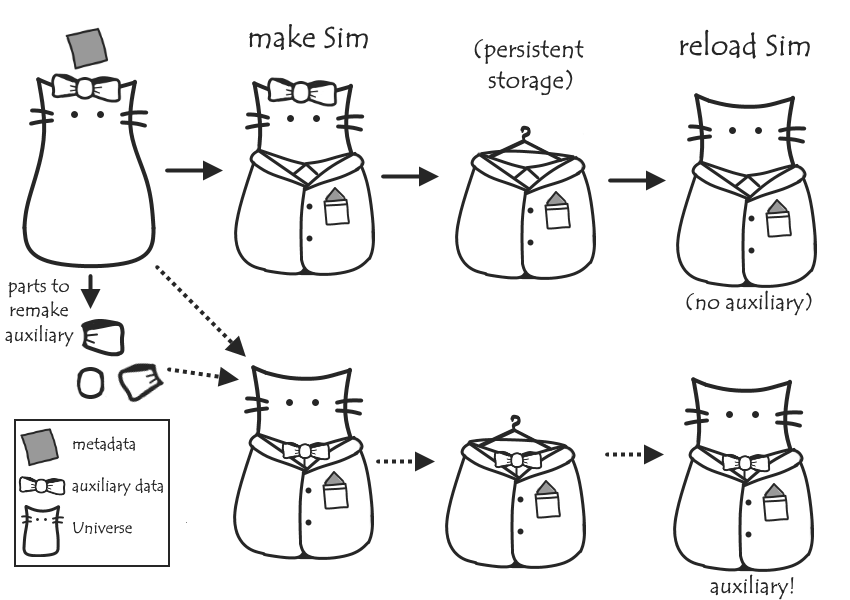 make Sim
(persistent
storage)
reload Sim
(no auxiliary)
parts to
remake
auxiliary
metadata
auxiliary data
Universe
auxiliary!